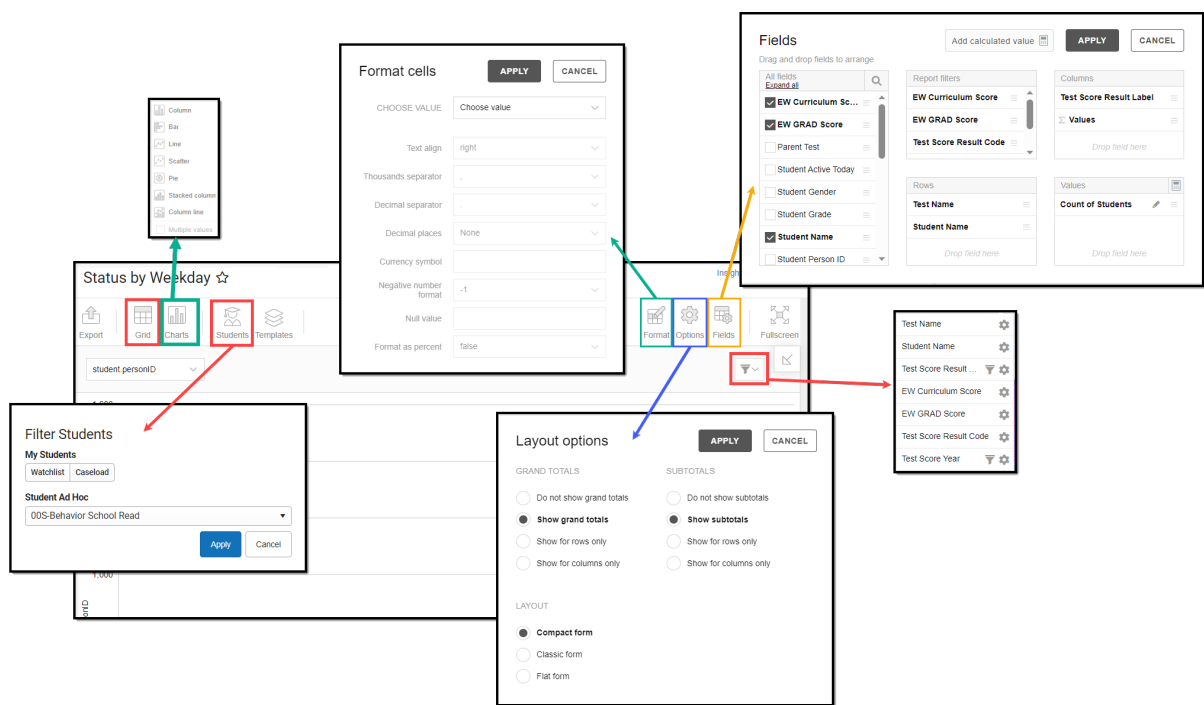 Fields
Add calculated value
APPLY
CANCEL
Drag and drop fields to arrange
All fields
Expand all
EW Curriculum Sc...
EW GRAD Score
Parent Test
Student Active Today
Student Gender
Student Grade
Student Name
Student Person ID
Report filters
EW Curriculum Score
EW GRAD Score
Test Score Result Code
Columns
Test Score Result Label
Σ Values
Drop field here
Rows
Test Name
Student Name
Drop field here
Values
Count of Students
Drop field here
Format cells
APPLY
CANCEL
CHOOSE VALUE
Choose value
Text align
right
Thousands separator
,
Decimal separator
.
Decimal places
None
Currency symbol
Negative number
format
-1
Null value
Format as percent
false
Column
Bar
Line
Scatter
Pie
Stacked column
Column line
Multiple values
Status by Weekday ☆
Insigh
Export
Grid
Charts
Students
Templates
Format
Options
Fields
Fullscreen
student.personID
1,000
Filter Students
My Students
Watchlist
Caseload
Student Ad Hoc
00S-Behavior School Read
Apply
Cancel
Layout options
APPLY
CANCEL
GRAND TOTALS
SUBTOTALS
Do not show grand totals
Do not show subtotals
Show grand totals
Show subtotals
Show for rows only
Show for rows only
Show for columns only
Show for columns only
LAYOUT
Compact form
Classic form
Flat form
Test Name
Student Name
Test Score Result ...
EW Curriculum Score
EW GRAD Score
Test Score Result Code
Test Score Year